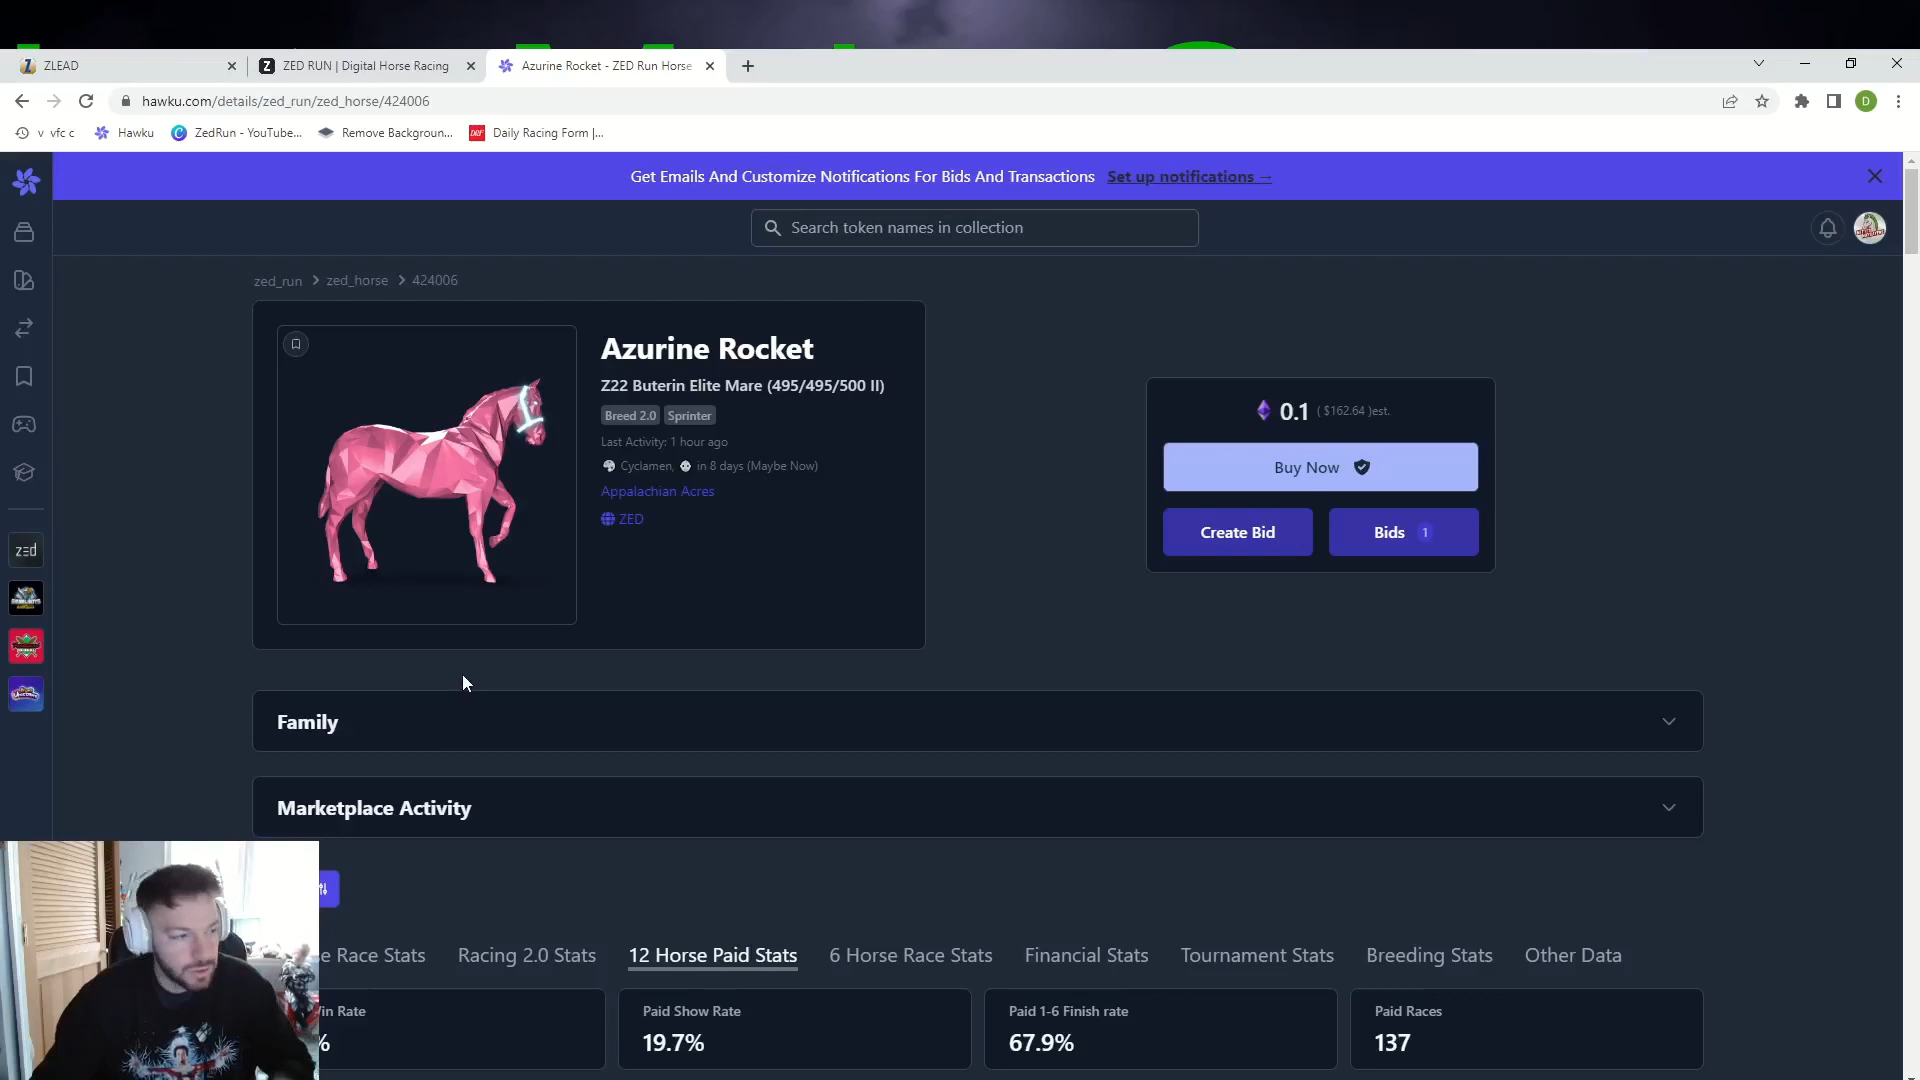 ZLEAD
ZED RUN | Digital Horse Racing
Azurine Rocket - ZED Run Horse
hawku.com/details/zed_run/zed_horse/424006
D
v vfc c
Hawku
ZedRun - YouTube...
Remove Backgroun...
DRF
Daily Racing Form |...
Get Emails And Customize Notifications For Bids And Transactions Set up notifications →
Search token names in collection
zed_run > zed_horse > 424006
Azurine Rocket
Z22 Buterin Elite Mare (495/495/500 II)
Breed 2.0 Sprinter
Last Activity: 1 hour ago
Cyclamen, in 8 days (Maybe Now)
Appalachian Acres
ZED
0.1 ( $162.64 )est.
Buy Now
Create Bid
Bids 1
zed
Family
Marketplace Activity
e Race Stats
Racing 2.0 Stats
12 Horse Paid Stats
6 Horse Race Stats
Financial Stats
Tournament Stats
Breeding Stats
Other Data
in Rate
%
Paid Show Rate
19.7%
Paid 1-6 Finish rate
67.9%
Paid Races
137